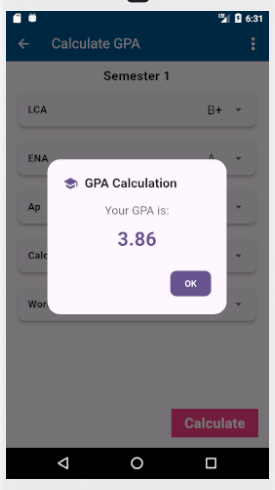 6:31
Calculate GPA
Semester 1
LCA B+
ENA
GPA Calculation
Ap
Your GPA is:
3.86
Calc
OK
Wor
Calculate